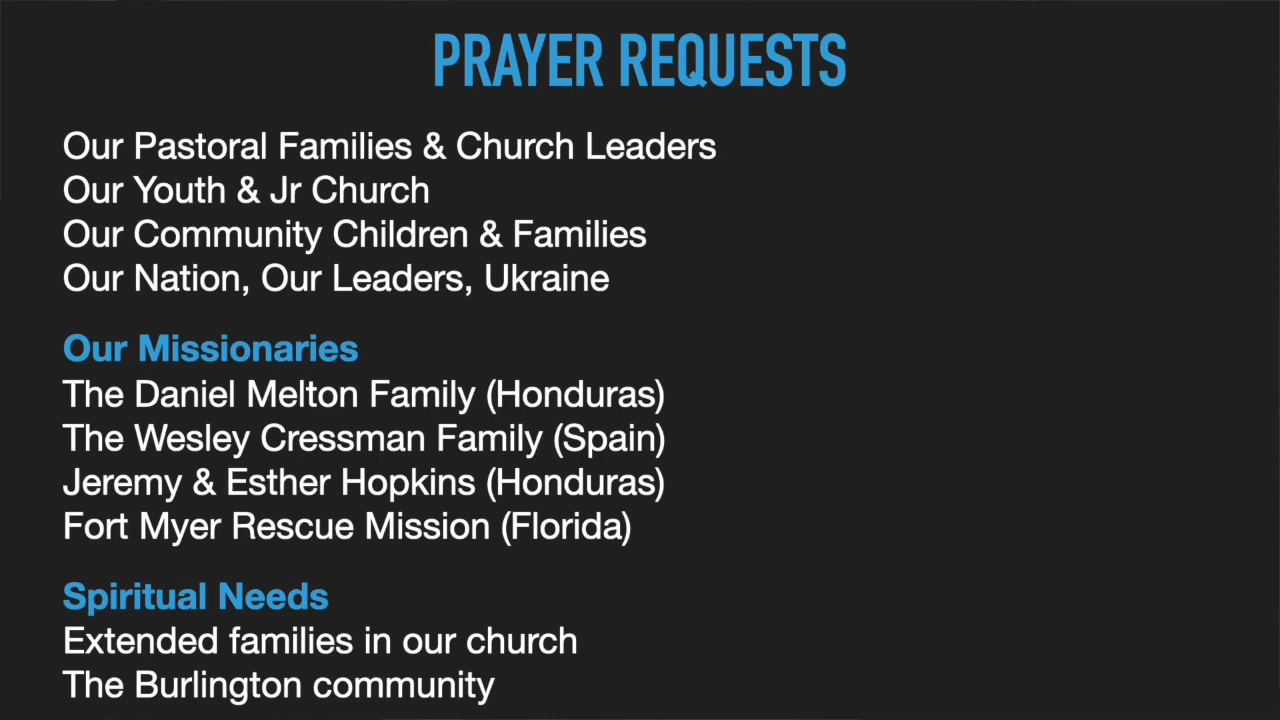 PRAYER REQUESTS
Our Pastoral Families & Church Leaders
Our Youth & Jr Church
Our Community Children & Families
Our Nation, Our Leaders, Ukraine
Our Missionaries
The Daniel Melton Family (Honduras)
The Wesley Cressman Family (Spain)
Jeremy & Esther Hopkins (Honduras)
Fort Myer Rescue Mission (Florida)
Spiritual Needs
Extended families in our church
The Burlington community